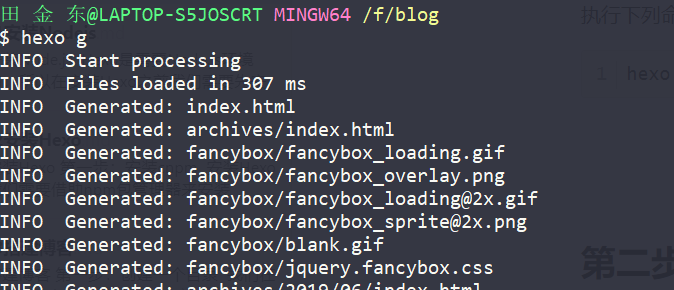 田 金 东@LAPTOP-S5JOSCRT MINGW64 /f/blog
$ hexo g
INFO  Start processing
INFO  Files loaded in 307 ms
INFO  Generated: index.html
INFO  Generated: archives/index.html
INFO  Generated: fancybox/fancybox_loading.gif
INFO  Generated: fancybox/fancybox_overlay.png
INFO  Generated: fancybox/fancybox_loading@2x.gif
INFO  Generated: fancybox/fancybox_sprite@2x.png
INFO  Generated: fancybox/blank.gif
INFO  Generated: fancybox/jquery.fancybox.css
INFO  Generated: archives/2019/06/index.html
执行下列命
1 hexo
第二步